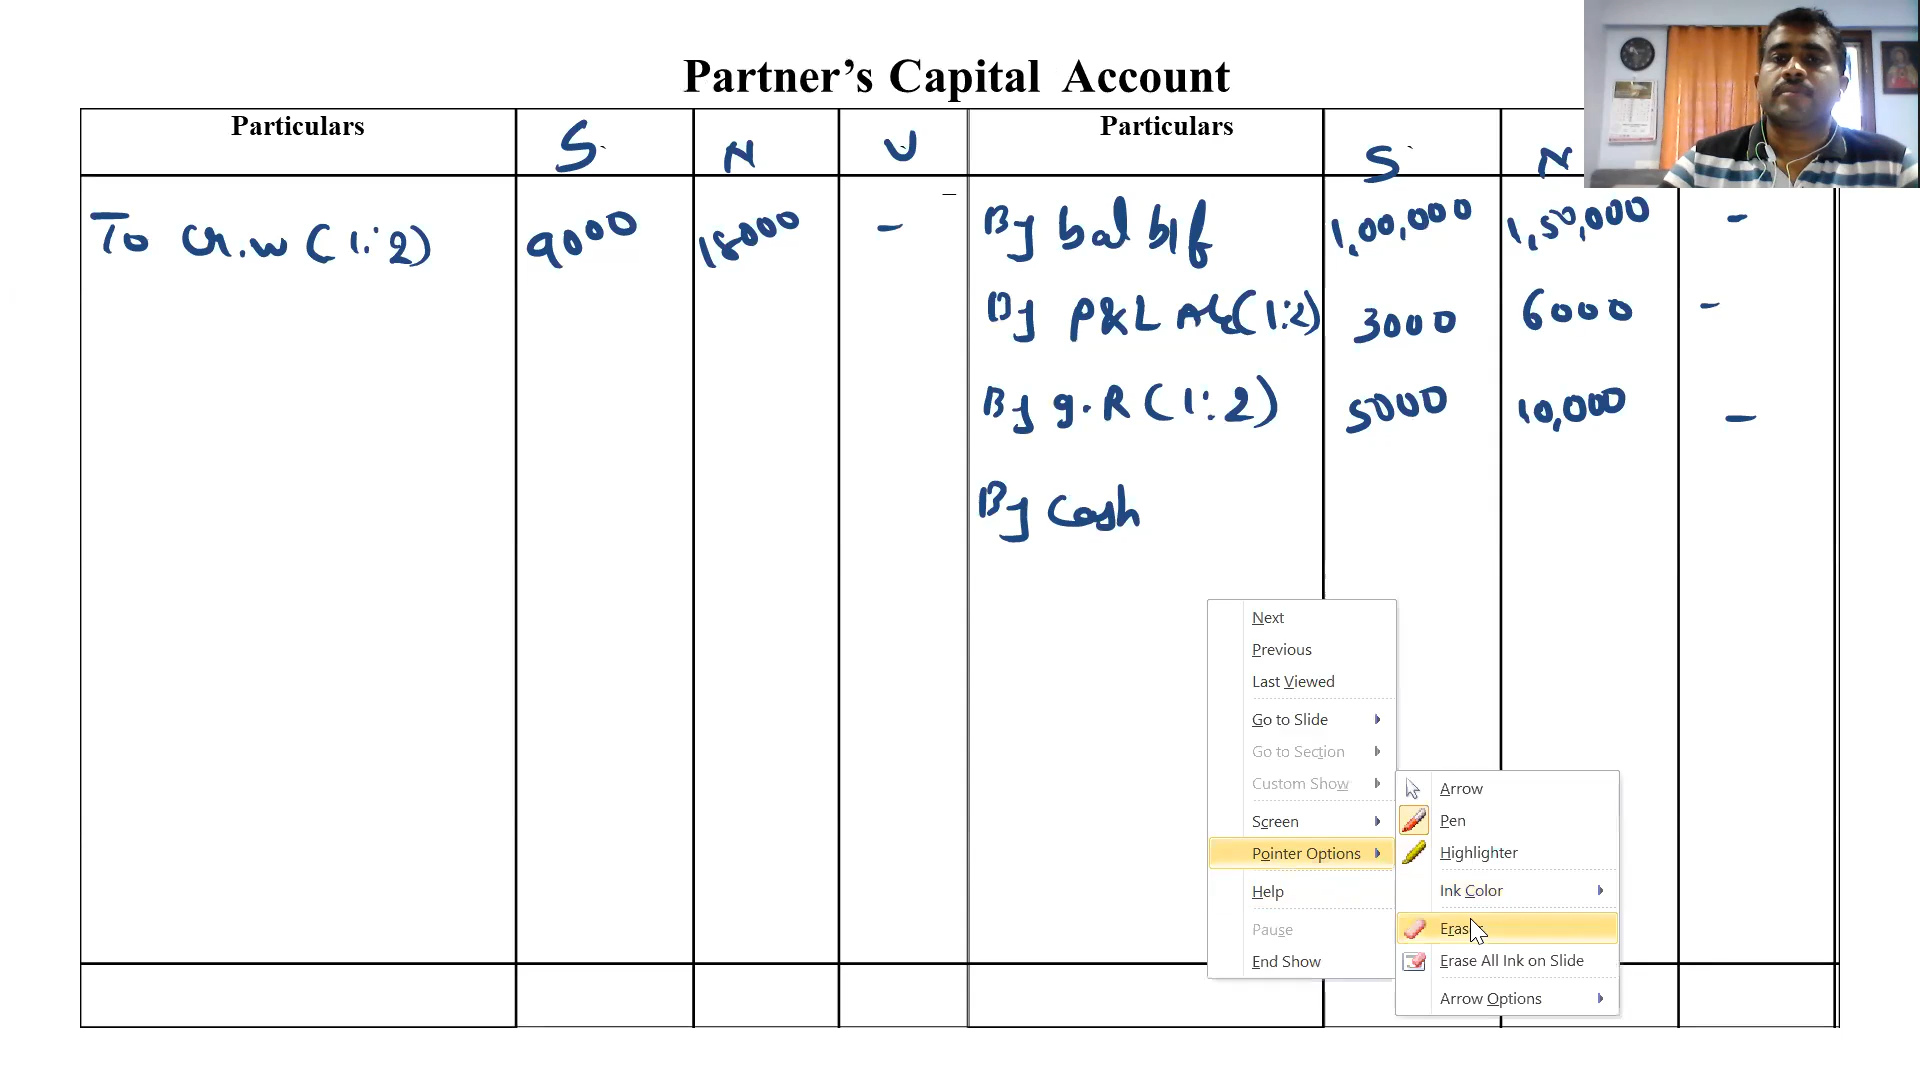 Partner's Capital Account
Particulars S N U Particulars S N
To G.W (1:2) 9000 18000 - By bal b/f 1,00,000 1,50,000 -
By P&L A/c (1:2) 3000 6000 -
By g.R (1:2) 5000 10,000 -
By Cash
Next
Previous
Last Viewed
Go to Slide
Go to Section
Custom Show
Screen
Pointer Options
Help
Pause
End Show
Arrow
Pen
Highlighter
Ink Color
Eras
Erase All Ink on Slide
Arrow Options